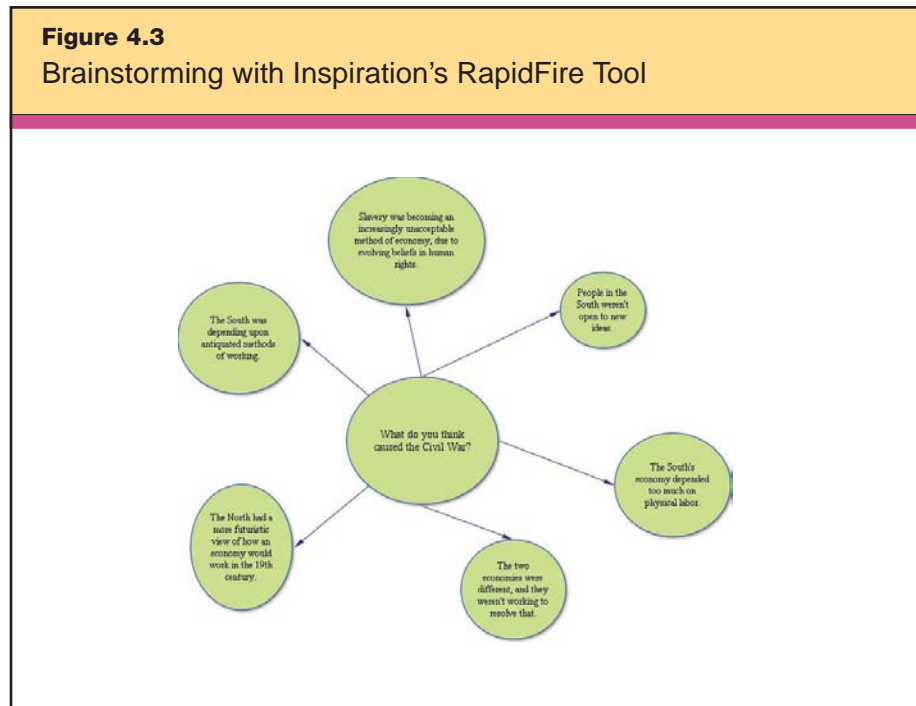 Figure 4.3
Brainstorming with Inspiration's RapidFire Tool
Slavery was becoming an
increasingly unacceptable
method of economy, due to
evolving beliefs in human
rights.
People in the
South weren't
open to new
ideas.
The South was
depending upon
antiquated methods
of working.
What do you think
caused the Civil War?
The South's
economy depended
too much on
physical labor.
The North had a
more futuristic
view of how an
economy would
work in the 19th
century.
The two
economies were
different, and they
weren't working to
resolve that.